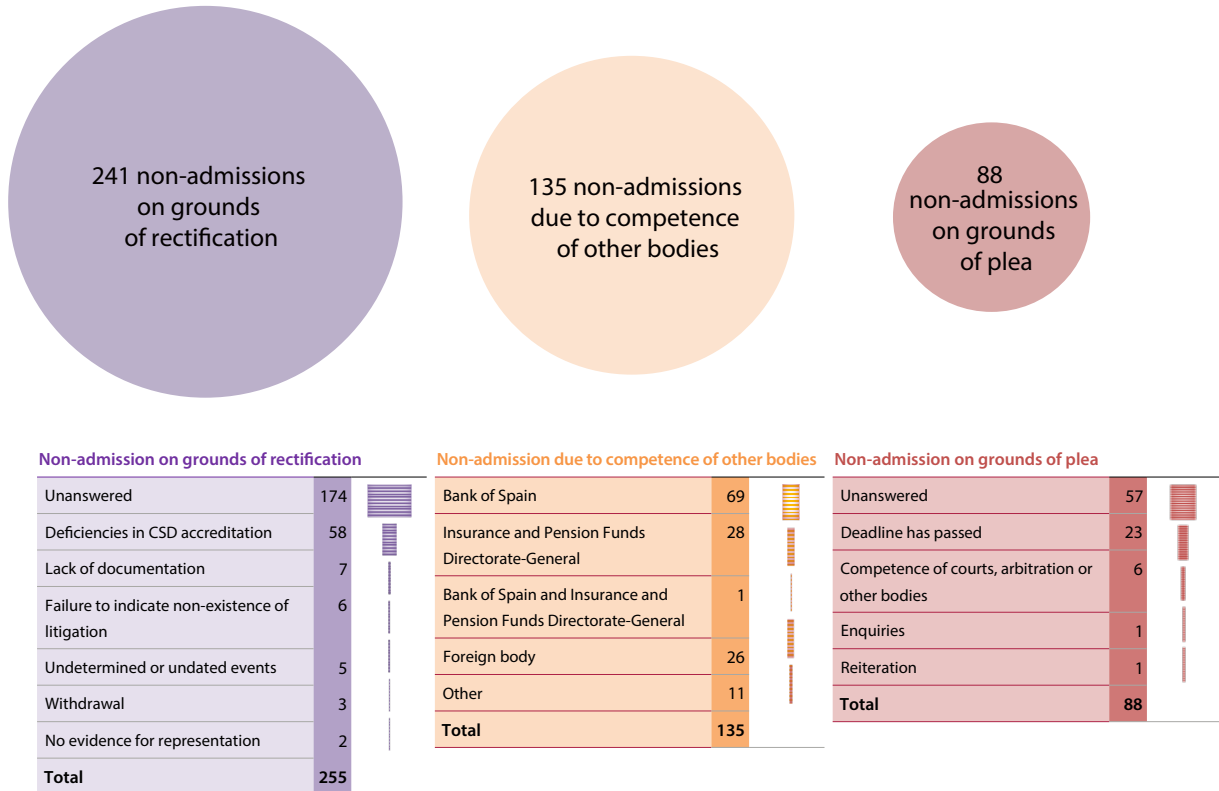 241 non-admissions
on grounds
of rectification
135 non-admissions
due to competence
of other bodies
88
non-admissions
on grounds
of plea
Non-admission on grounds of rectification
Unanswered 174
Deficiencies in CSD accreditation 58
Lack of documentation 7
Failure to indicate non-existence of 6
litigation
Undetermined or undated events 5
Withdrawal 3
No evidence for representation 2
Total 255
Non-admission due to competence of other bodies
Bank of Spain 69
Insurance and Pension Funds 28
Directorate-General
Bank of Spain and Insurance and 1
Pension Funds Directorate-General
Foreign body 26
Other 11
Total 135
Non-admission on grounds of plea
Unanswered 57
Deadline has passed 23
Competence of courts, arbitration or 6
other bodies
Enquiries 1
Reiteration 1
Total 88